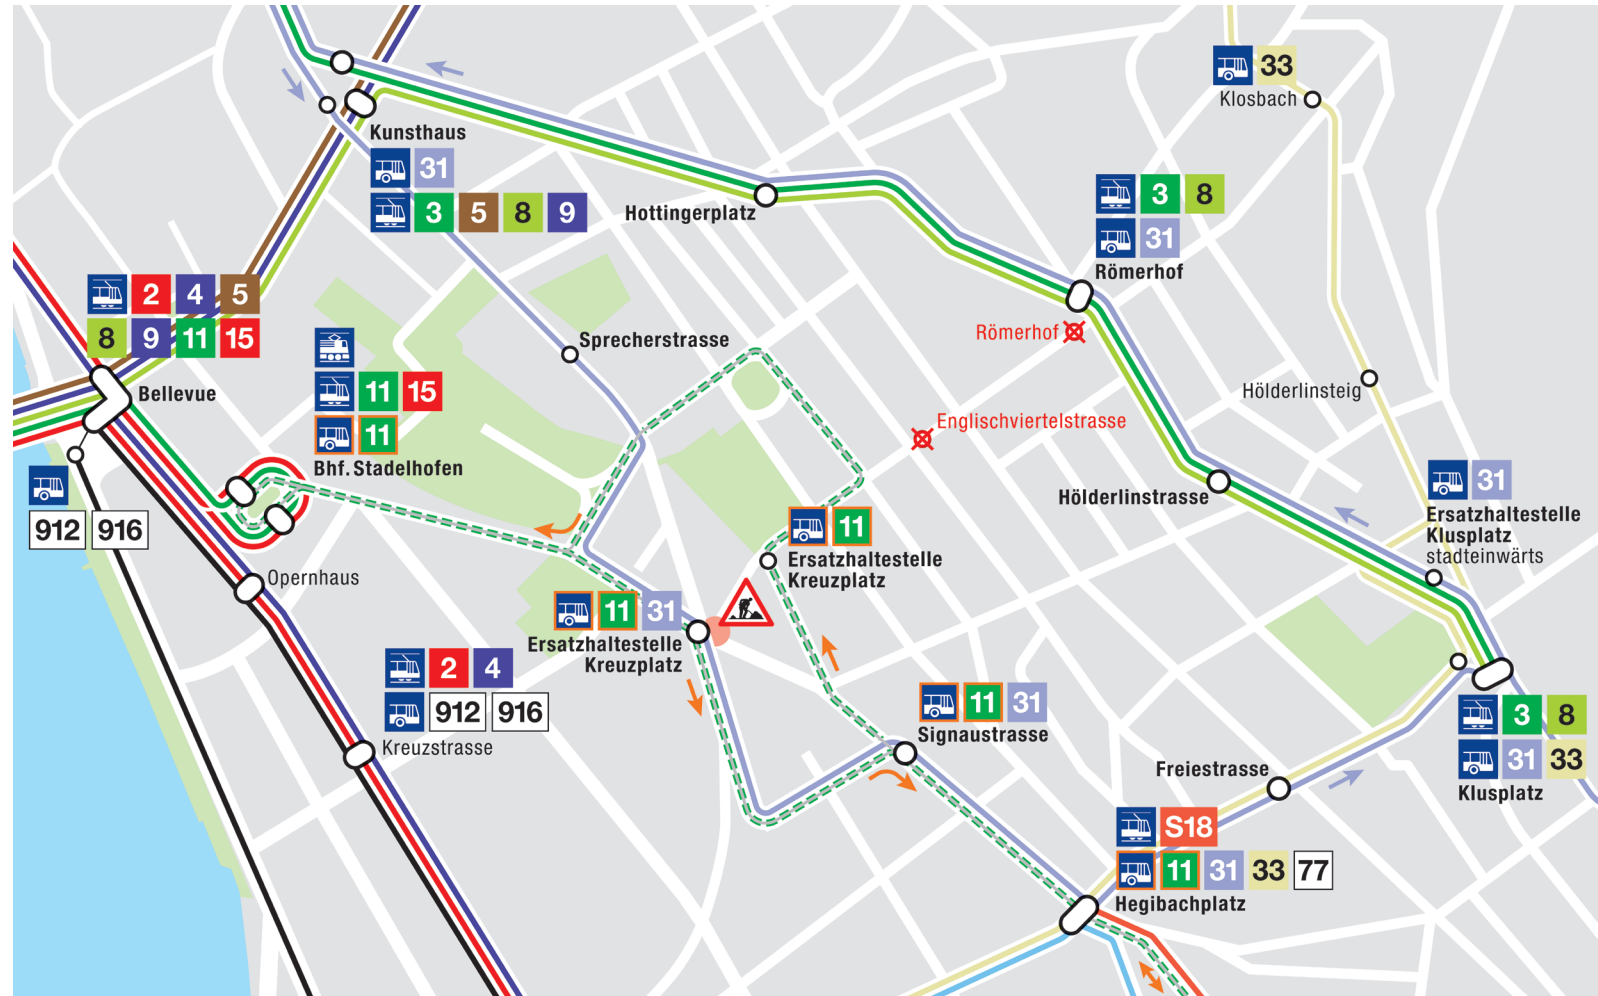 33
Klosbach
Kunsthaus
31
3 5 8 9
Hottingerplatz
3 8
31
Römerhof
Römerhof
2 4 5
8 9 11 15
Bellevue
Sprecherstrasse
11 15
11
Bhf. Stadelhofen
Hölderlinsteig
Englischviertelstrasse
912 916
Hölderlinstrasse
31
Ersatzhaltestelle
Klusplatz
stadteinwärts
11
Ersatzhaltestelle
Kreuzplatz
Opernhaus
11 31
Ersatzhaltestelle
Kreuzplatz
2 4
912 916
Kreuzstrasse
11 31
Signaustrasse
3 8
31 33
Klusplatz
Freiestrasse
S18
11 31 33 77
Hegibachplatz